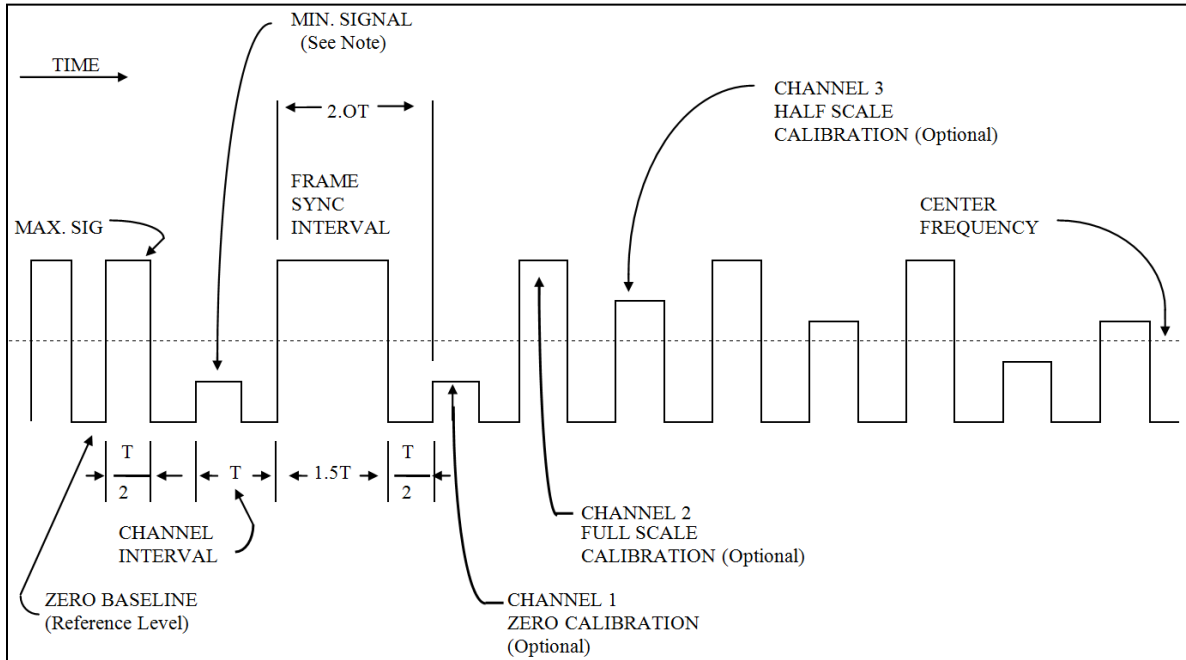 MIN. SIGNAL
(See Note)
TIME
2.OT
CHANNEL 3
HALF SCALE
CALIBRATION (Optional)
FRAME
SYNC
INTERVAL
MAX. SIG
CENTER
FREQUENCY
T
2
T
1.5T
T
2
CHANNEL
INTERVAL
CHANNEL 2
FULL SCALE
CALIBRATION (Optional)
ZERO BASELINE
(Reference Level)
CHANNEL 1
ZERO CALIBRATION
(Optional)